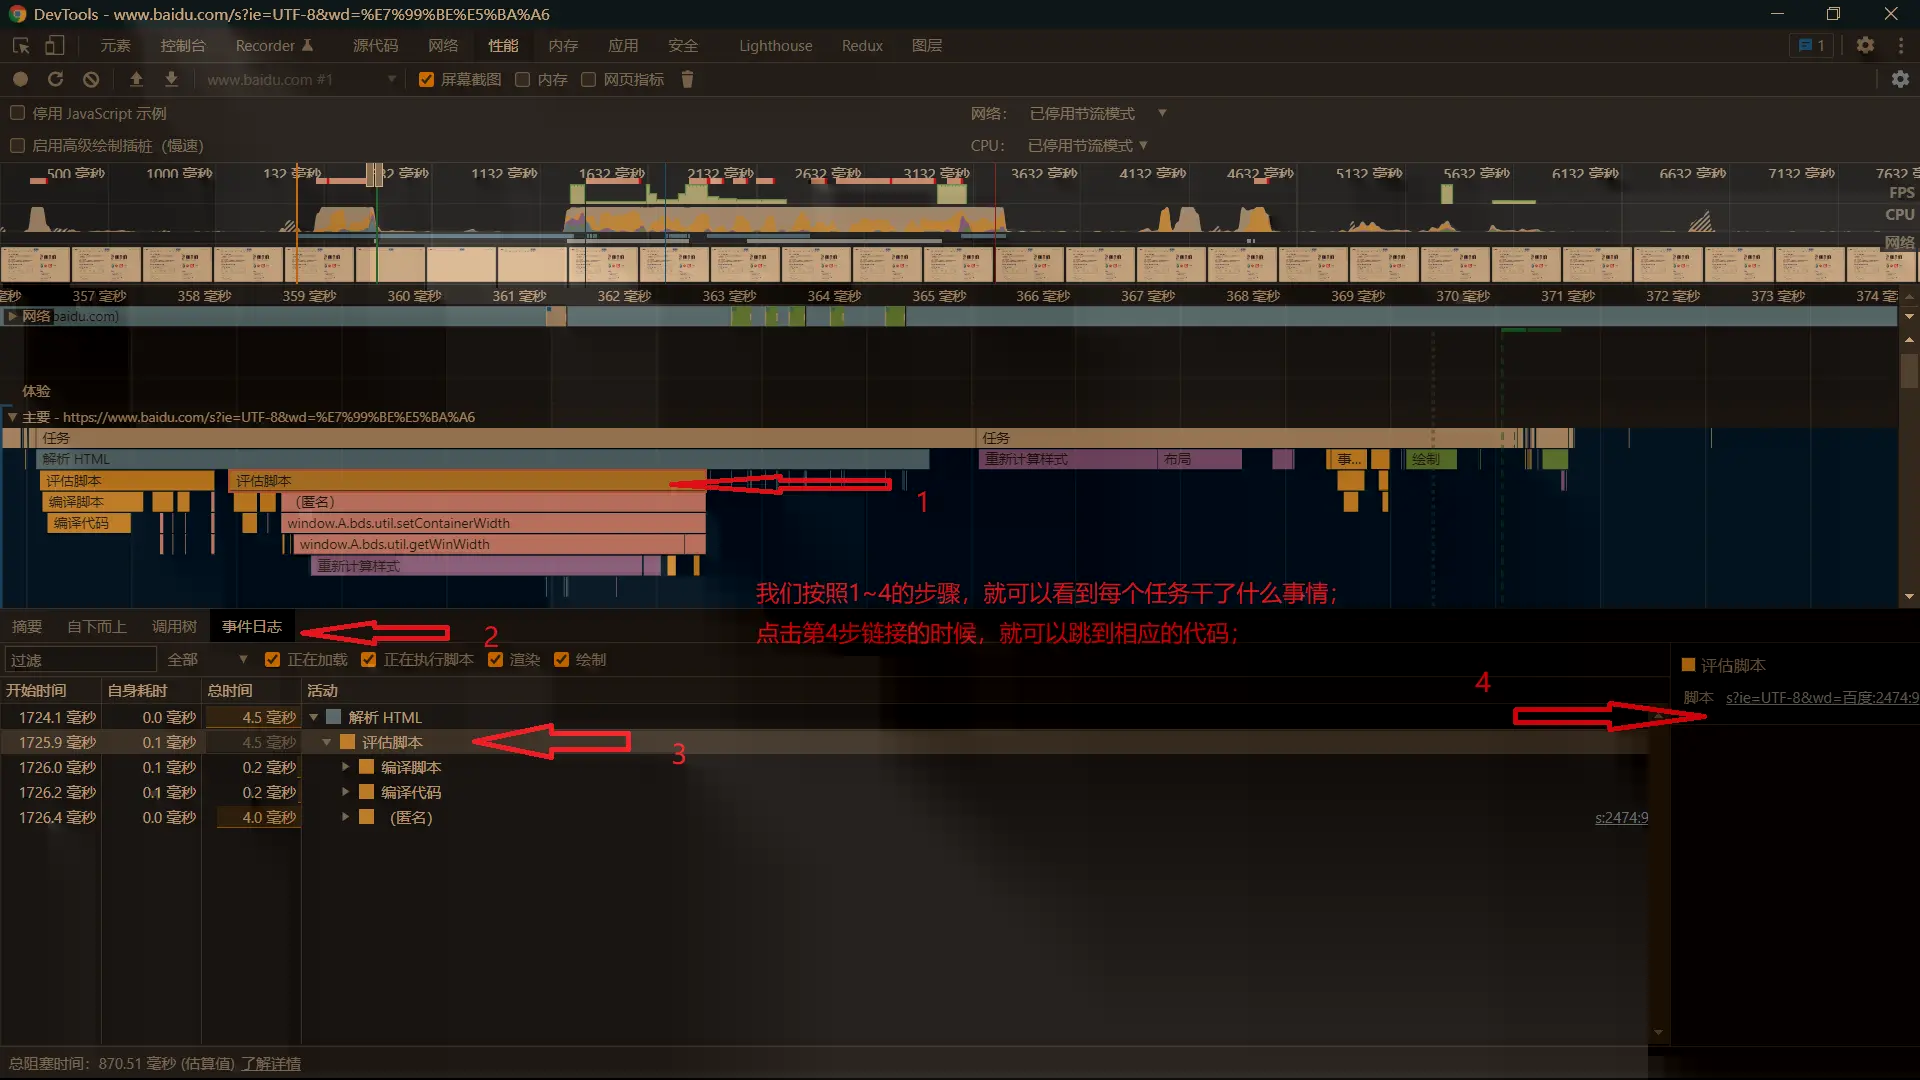 DevTools - www.baidu.com/s?ie=UTF-8&wd=%E7%99%BE%E5%BA%A6
元素 控制台 Recorder 源代码 网络 性能 内存 应用 安全 Lighthouse Redux 图层 1
www.baidu.com #1 屏幕截图 内存 网页指标
停用 JavaScript 示例 网络： 已停用节流模式
启用高级绘制插桩（慢速） CPU： 已停用节流模式
500 毫秒 1000 毫秒 132 毫秒 毫秒 1132 毫秒 1632 毫秒 2132 毫秒 2632 毫秒 3132 毫秒 3632 毫秒 4132 毫秒 4632 毫秒 5132 毫秒 5632 毫秒 6132 毫秒 6632 毫秒 7132 毫秒 7632
FPS
CPU
网络
毫秒 357 毫秒 358 毫秒 359 毫秒 360 毫秒 361 毫秒 362 毫秒 363 毫秒 364 毫秒 365 毫秒 366 毫秒 367 毫秒 368 毫秒 369 毫秒 370 毫秒 371 毫秒 372 毫秒 373 毫秒 374
网络 baidu.com)
体验
主要 - https://www.baidu.com/s?ie=UTF-8&wd=%E7%99%BE%E5%BA%A6
任务 任务
解析 HTML 重新计算样式 布局 事... 绘制
评估脚本 评估脚本
编译脚本 (匿名)
1
编译代码 window.A.bds.util.setContainerWidth
window.A.bds.util.getWinWidth
重新计算样式
我们按照1~4的步骤，就可以看到每个任务干了什么事情；
点击第4步链接的时候，就可以跳到相应的代码；
摘要 自下而上 调用树 事件日志
2
过滤 全部 正在加载 正在执行脚本 渲染 绘制
评估脚本
开始时间 自身耗时 总时间 活动
4
脚本 s?ie=UTF-8&wd=百度:2474:9
1724.1 毫秒 0.0 毫秒 4.5 毫秒 解析 HTML
1725.9 毫秒 0.1 毫秒 4.5 毫秒 评估脚本
3
1726.0 毫秒 0.1 毫秒 0.2 毫秒 编译脚本
1726.2 毫秒 0.1 毫秒 0.2 毫秒 编译代码
1726.4 毫秒 0.0 毫秒 4.0 毫秒 (匿名) s:2474:9
总阻塞时间：870.51 毫秒 (估算值) 了解详情